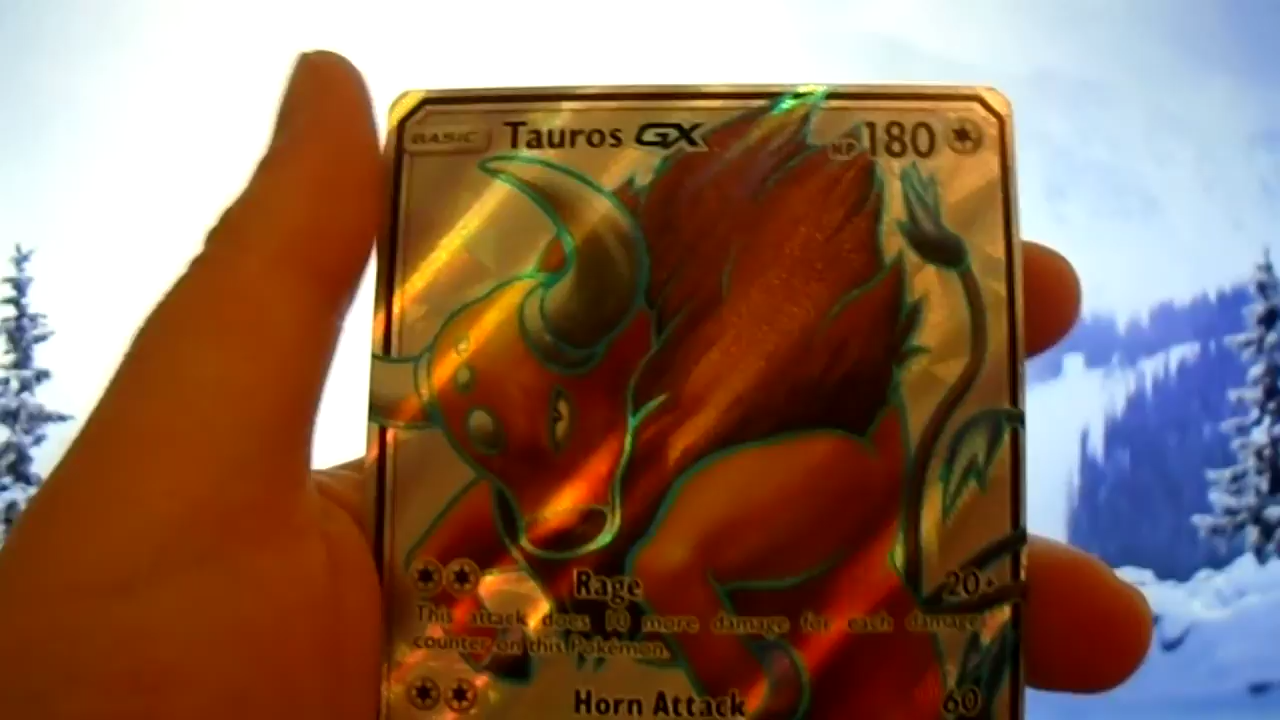 BASIC Tauros GX HP 180
Rage 20+
This attack does 10 more damage for each damage
counter on this Pokémon.
Horn Attack 60